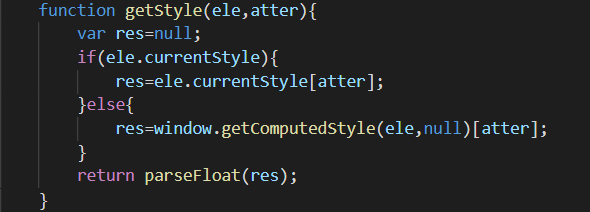 function getStyle(ele,atter){
    var res=null;
    if(ele.currentStyle){
        res=ele.currentStyle[atter];
    }else{
        res=window.getComputedStyle(ele,null)[atter];
    }
    return parseFloat(res);
}